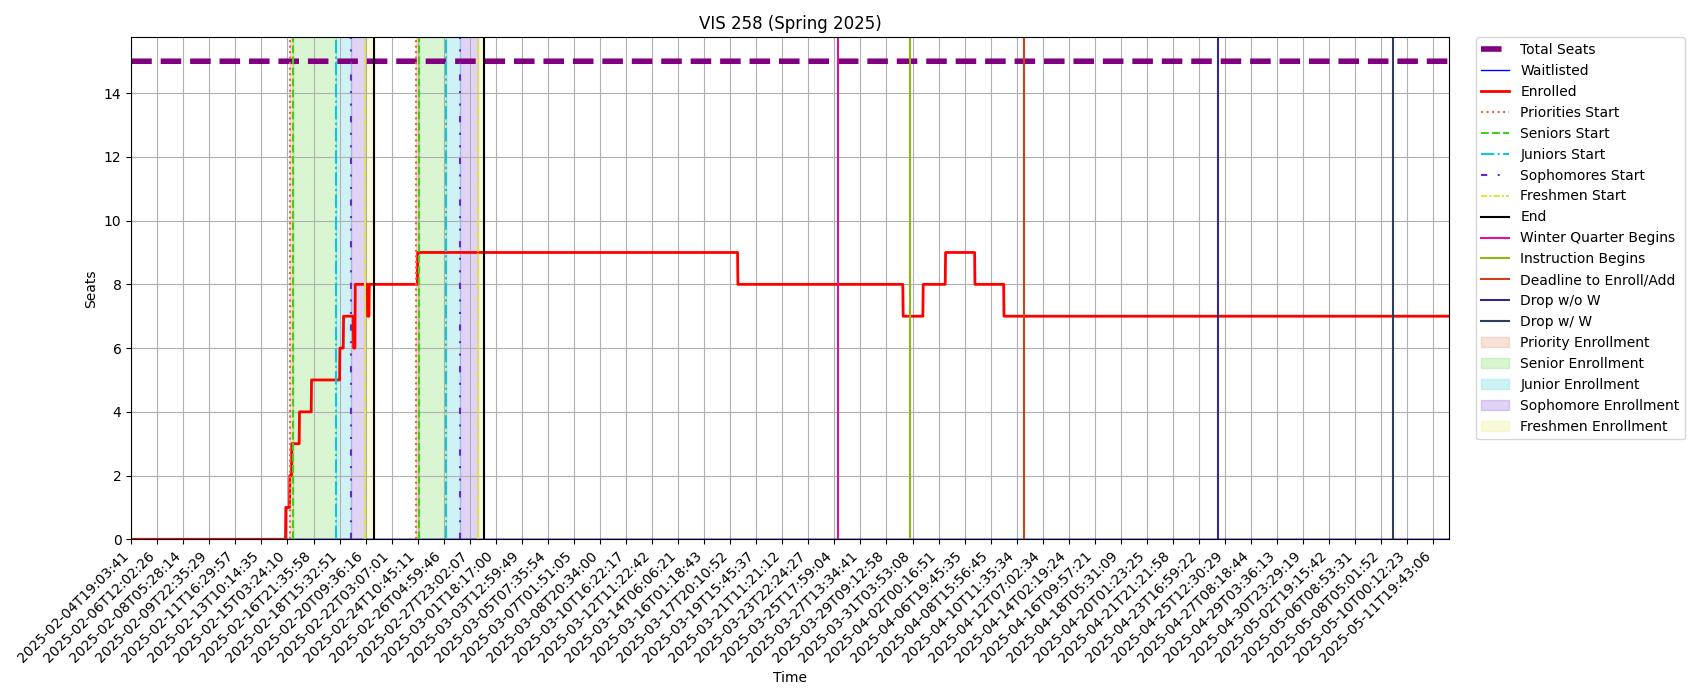 VIS 258 (Spring 2025)
Total Seats
Waitlisted
Enrolled
Priorities Start
Seniors Start
Juniors Start
Sophomores Start
Freshmen Start
End
Winter Quarter Begins
Instruction Begins
Deadline to Enroll/Add
Drop w/o W
Drop w/ W
Priority Enrollment
Senior Enrollment
Junior Enrollment
Sophomore Enrollment
Freshmen Enrollment
Seats
14
12
10
8
6
4
2
0
2025-02-04T19:03:41
2025-02-06T12:02:26
2025-02-08T05:28:14
2025-02-09T22:35:29
2025-02-11T16:29:57
2025-02-13T10:14:35
2025-02-15T03:24:10
2025-02-16T21:35:58
2025-02-18T15:32:51
2025-02-20T09:36:16
2025-02-22T03:07:01
2025-02-24T10:45:11
2025-02-26T04:59:46
2025-02-27T23:02:07
2025-03-01T18:17:00
2025-03-03T12:59:49
2025-03-05T07:35:54
2025-03-07T01:51:05
2025-03-08T20:34:00
2025-03-10T16:22:17
2025-03-12T11:22:42
2025-03-14T06:06:21
2025-03-16T01:18:43
2025-03-17T20:10:52
2025-03-19T15:45:37
2025-03-21T11:21:12
2025-03-23T07:24:27
2025-03-25T17:59:04
2025-03-27T13:34:41
2025-03-29T09:12:58
2025-03-31T03:53:08
2025-04-02T00:16:51
2025-04-06T19:45:35
2025-04-08T15:56:45
2025-04-10T11:35:34
2025-04-12T07:02:34
2025-04-14T02:19:24
2025-04-16T09:57:21
2025-04-18T05:31:09
2025-04-20T01:23:25
2025-04-21T21:21:58
2025-04-23T16:59:22
2025-04-25T12:30:29
2025-04-27T08:18:44
2025-04-29T03:36:13
2025-04-30T23:29:19
2025-05-02T19:15:42
2025-05-06T08:53:31
2025-05-08T05:01:52
2025-05-10T00:12:23
2025-05-11T19:43:06
Time